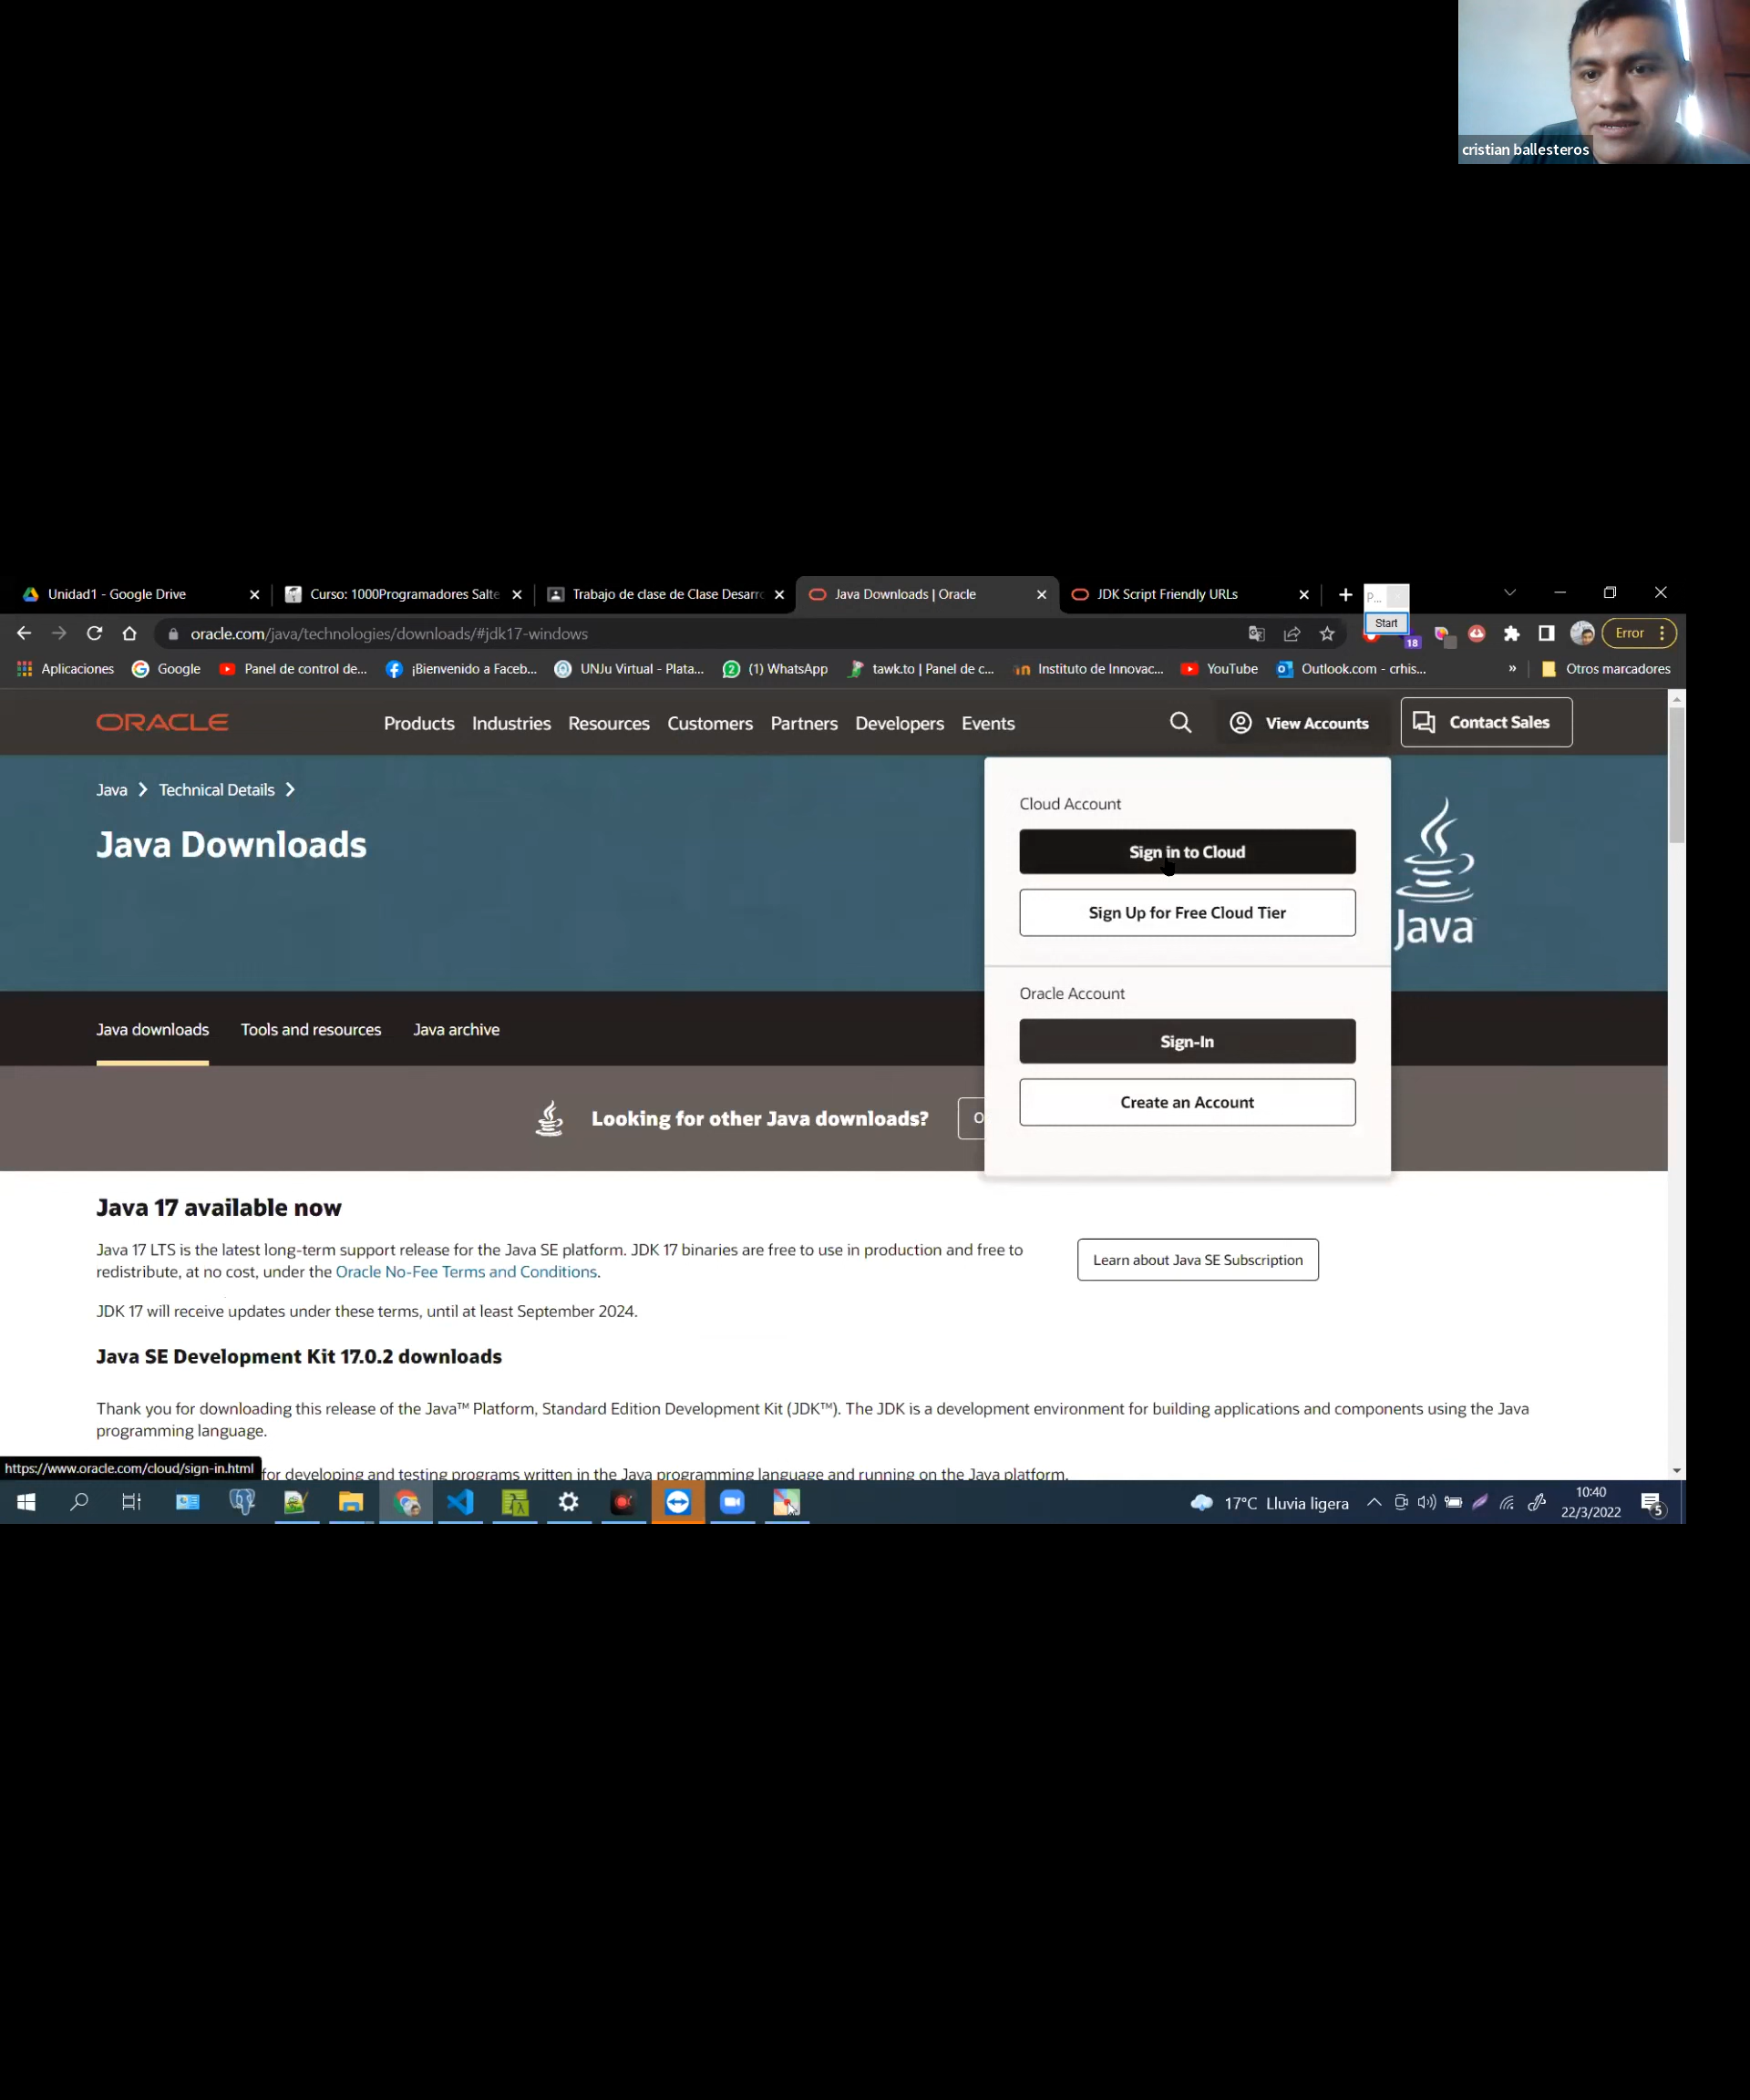 cristian ballesteros
Unidad1 - Google Drive
Curso: 1000Programadores Salte
Trabajo de clase de Clase Desarro
Java Downloads | Oracle
JDK Script Friendly URLs
P...
Start
oracle.com/java/technologies/downloads/#jdk17-windows
18
Error
Aplicaciones
Google
Panel de control de...
¡Bienvenido a Faceb...
UNJu Virtual - Plata...
(1) WhatsApp
tawk.to | Panel de c...
Instituto de Innovac...
YouTube
Outlook.com - crhis...
»
Otros marcadores
ORACLE
Products
Industries
Resources
Customers
Partners
Developers
Events
View Accounts
Contact Sales
Java
Technical Details
Java Downloads
Cloud Account
Sign in to Cloud
Sign Up for Free Cloud Tier
Oracle Account
Sign-In
Create an Account
Java
Java downloads
Tools and resources
Java archive
Looking for other Java downloads?
O
Java 17 available now
Java 17 LTS is the latest long-term support release for the Java SE platform. JDK 17 binaries are free to use in production and free to
redistribute, at no cost, under the Oracle No-Fee Terms and Conditions.
Learn about Java SE Subscription
JDK 17 will receive updates under these terms, until at least September 2024.
Java SE Development Kit 17.0.2 downloads
Thank you for downloading this release of the Java™ Platform, Standard Edition Development Kit (JDK™). The JDK is a development environment for building applications and components using the Java
programming language.
https://www.oracle.com/cloud/sign-in.html
for developing and testing programs written in the Java programming language and running on the Java platform.
17°C Lluvia ligera
10:40
22/3/2022
5